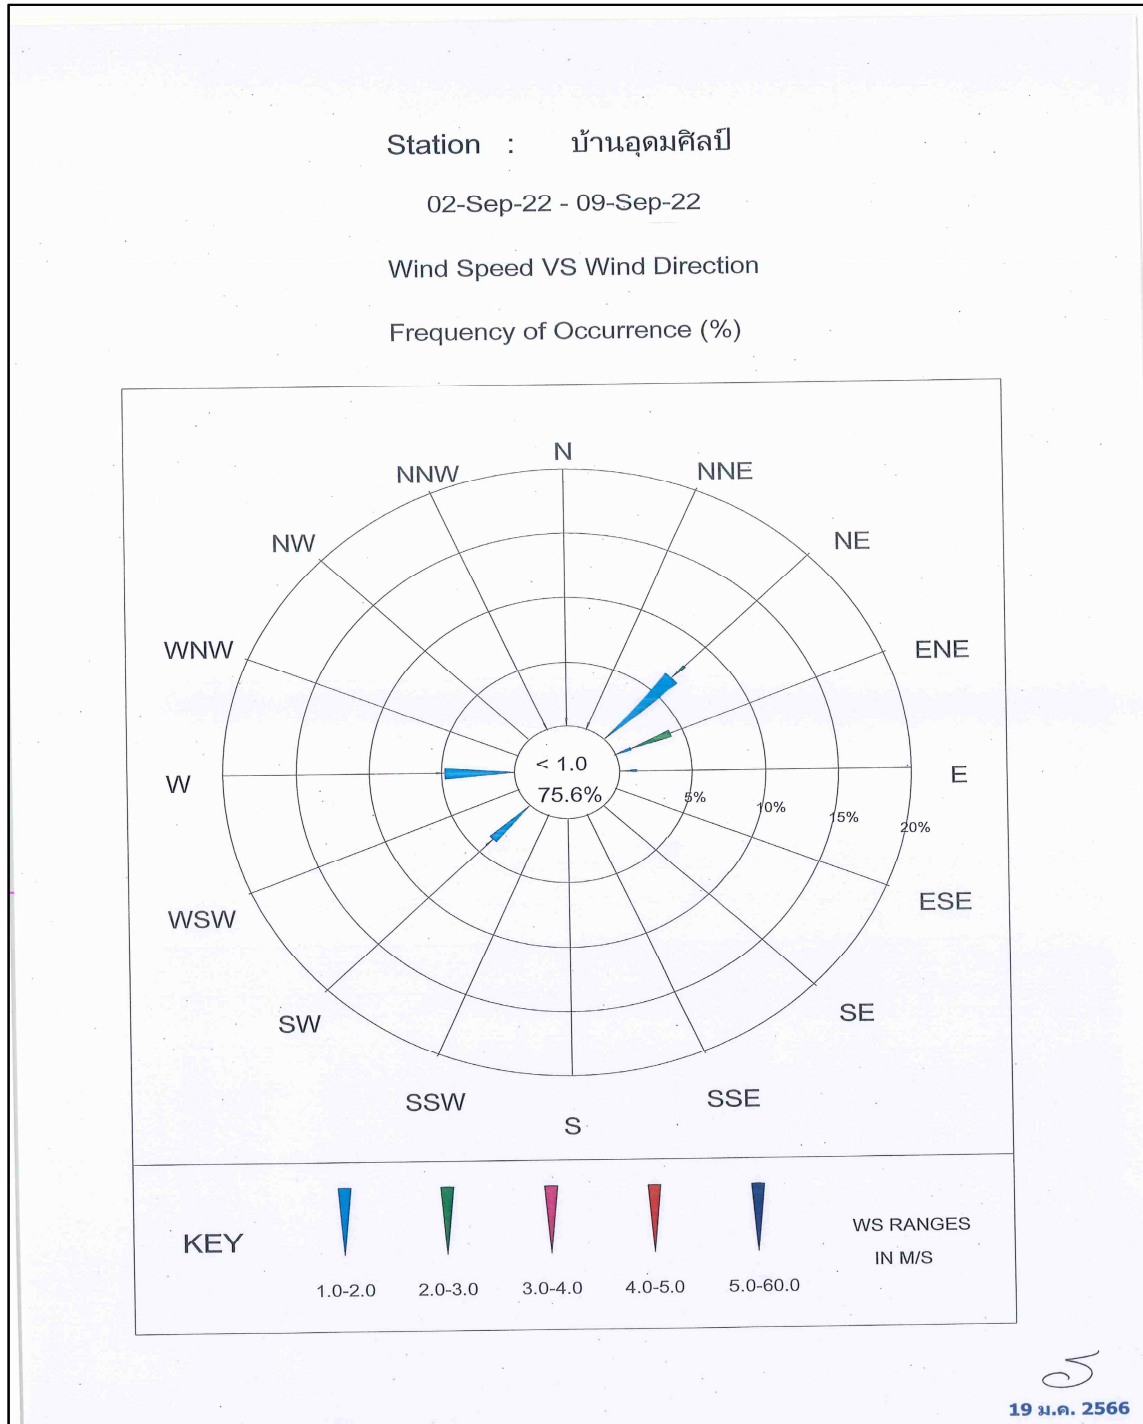 Station : บ้านอุดมศิลป์
02-Sep-22 - 09-Sep-22
Wind Speed VS Wind Direction
Frequency of Occurrence (%)
N
NNW
NNE
NW
NE
WNW
ENE
< 1.0
W
E
75.6%
5%
10%
15%
20%
WSW
ESE
SW
SE
SSW
SSE
S
KEY
WS RANGES
IN M/S
1.0-2.0 2.0-3.0 3.0-4.0 4.0-5.0 5.0-60.0
19 ม.ค. 2566